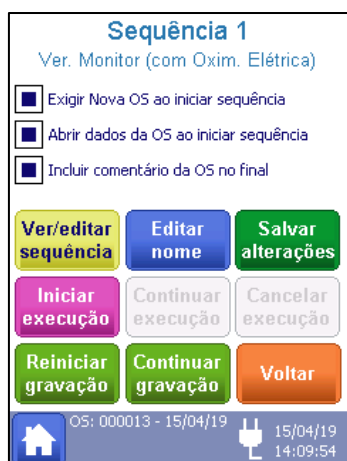 Sequência 1
Ver. Monitor (com Oxim. Elétrica)
Exigir Nova OS ao iniciar sequência
Abrir dados da OS ao iniciar sequência
Incluir comentário da OS no final
Ver/editar
sequência
Editar
nome
Salvar
alterações
Iniciar
execução
Continuar
execução
Cancelar
execução
Reiniciar
gravação
Continuar
gravação
Voltar
OS: 000013 - 15/04/19
15/04/19
14:09:54